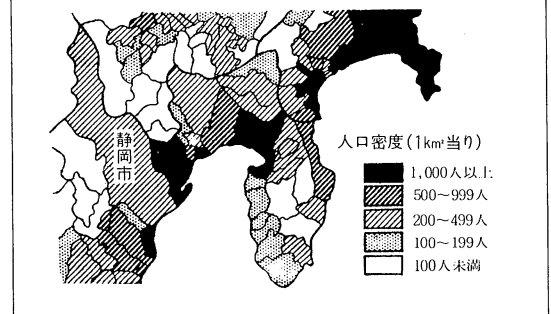 静岡市
人口密度(1km²当り)
1,000人以上
500〜999人
200〜499人
100〜199人
100人未満